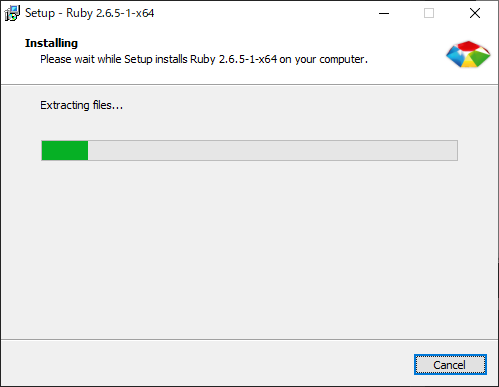 Setup - Ruby 2.6.5-1-x64
Installing
Please wait while Setup installs Ruby 2.6.5-1-x64 on your computer.
Extracting files...
Cancel